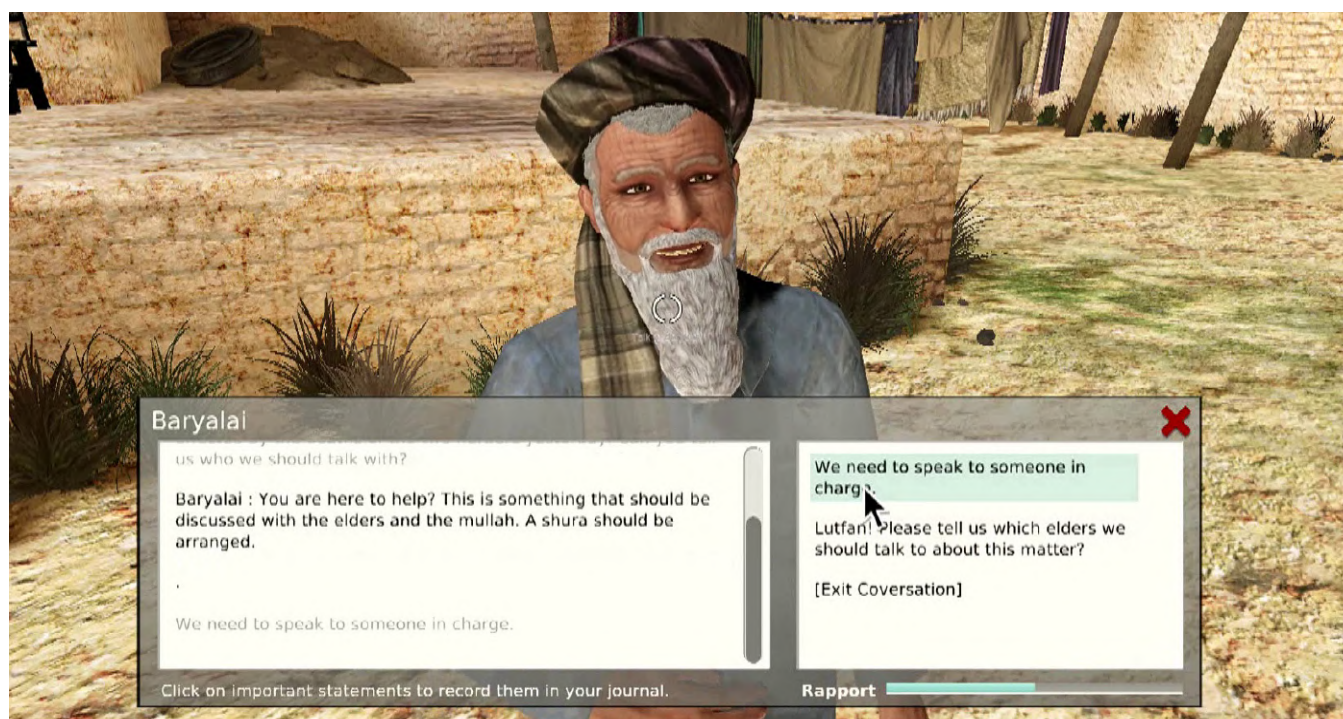 Baryalai
us who we should talk with?
Baryalai : You are here to help? This is something that should be
discussed with the elders and the mullah. A shura should be
arranged.
.
We need to speak to someone in charge.
Click on important statements to record them in your journal.
We need to speak to someone in
charge.
Lutfan! Please tell us which elders we
should talk to about this matter?
[Exit Coversation]
Rapport